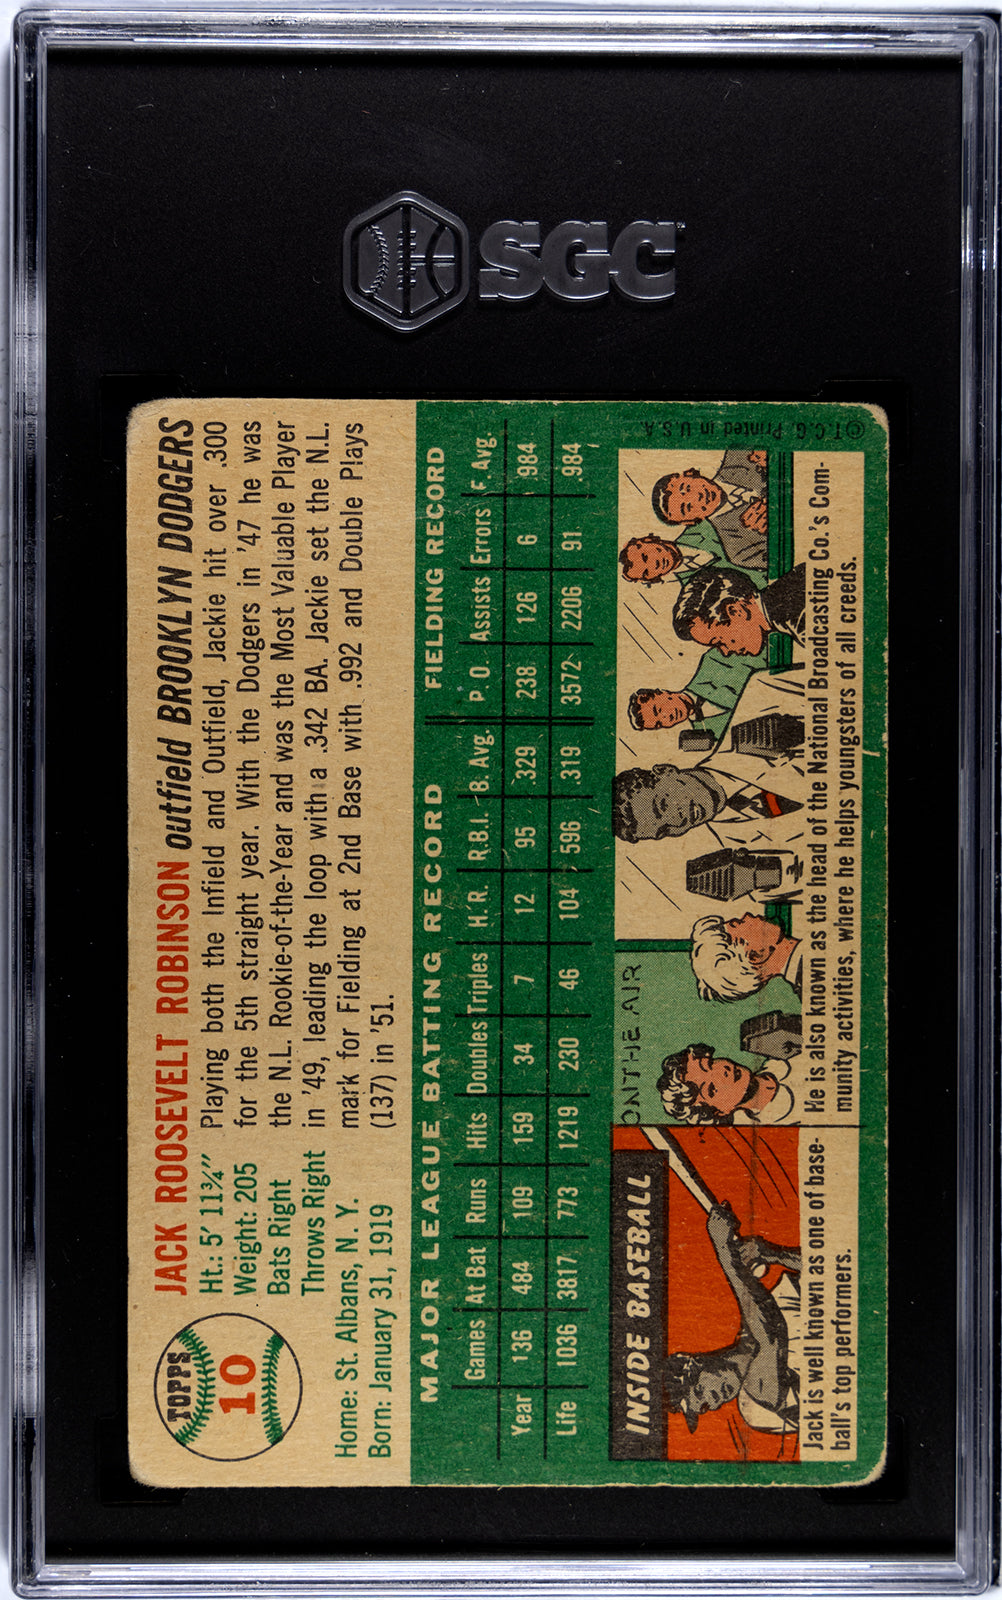 SGC
TOPPS
10
JACK ROOSEVELT ROBINSON outfield BROOKLYN DODGERS
Ht.: 5' 11¾"
Weight: 205
Bats Right
Throws Right
Home: St. Albans, N. Y.
Born: January 31, 1919
Playing both the Infield and Outfield, Jackie hit over .300
for the 5th straight year. With the Dodgers in '47 he was
the N.L. Rookie-of-the-Year and was the Most Valuable Player
in '49, leading the loop with a .342 BA. Jackie set the N.L.
mark for Fielding at 2nd Base with .992 and Double Plays
(137) in '51.
MAJOR LEAGUE BATTING RECORD FIELDING RECORD
Games At Bat Runs Hits Doubles Triples H. R. R.B.I. B. Avg. P. O. Assists Errors F. Avg.
Year 136 484 109 159 34 7 12 95 .329 238 126 6 .984
Life 1036 3817 773 1219 230 46 104 596 .319 3572 2206 91 .984
INSIDE BASEBALL
Jack is well known as one of base-
ball's top performers.
ON THE AIR
He is also known as the head of the National Broadcasting Co.'s Com-
munity activities, where he helps youngsters of all creeds.
© T.C.G. Printed in U.S.A.